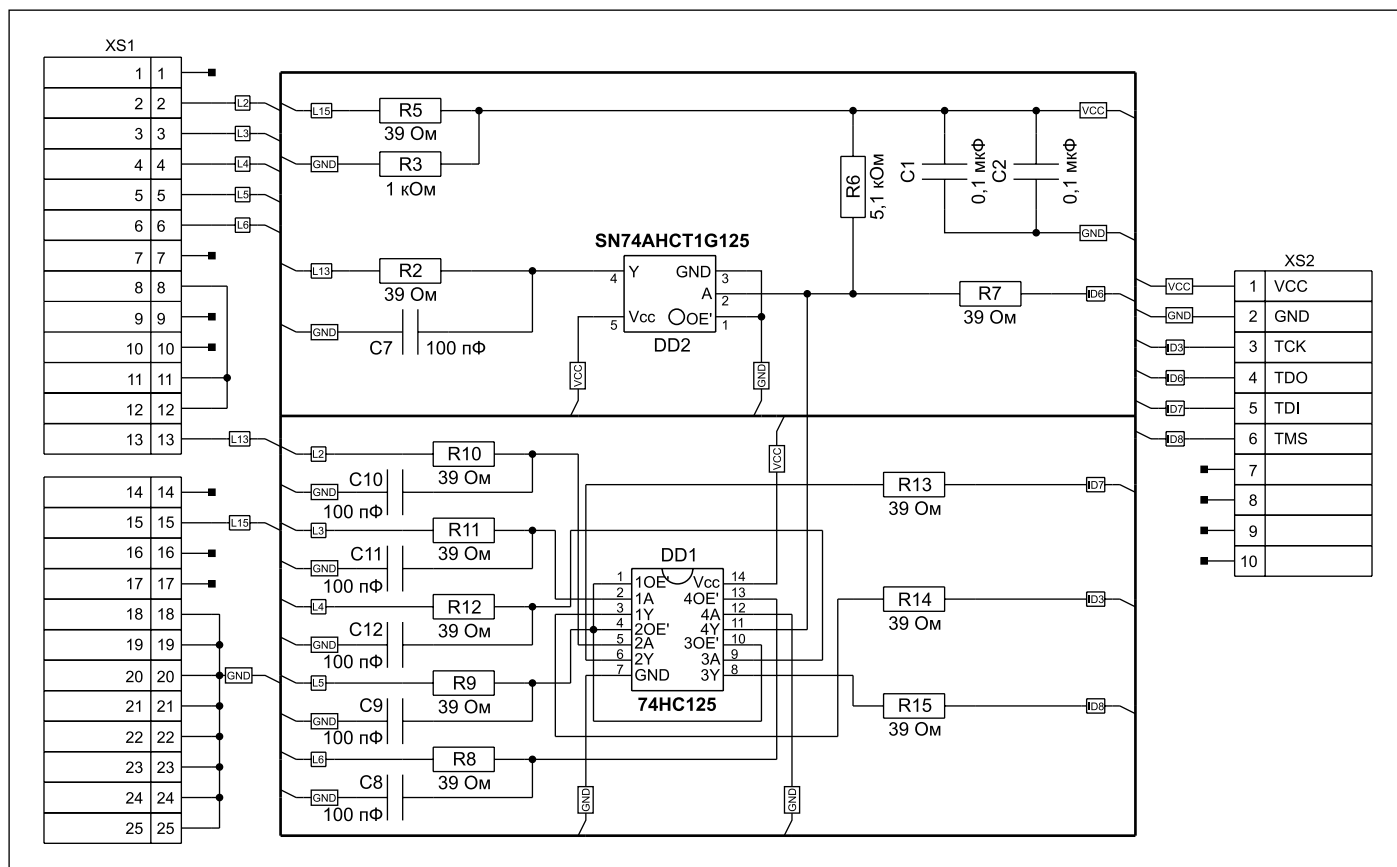 XS1
1 1
2 2 L2
3 3 L3
4 4 L4
5 5 L5
6 6 L6
7 7
8 8
9 9
10 10
11 11
12 12
13 13 L13
14 14
15 15 L15
16 16
17 17
18 18
19 19
20 20 GND
21 21
22 22
23 23
24 24
25 25
L15 R5 VCC
39 Ом
GND R3
1 кОм
R6 5,1 кОм
C1 0,1 мкФ
C2 0,1 мкФ
GND
SN74AHCT1G125
L13 R2 4 Y GND 3
39 Ом
A 2
R7 ID6
39 Ом
GND C7 100 пФ
5 Vcc OE' 1
DD2
VCC GND
XS2
VCC 1 VCC
GND 2 GND
ID3 3 TCK
ID6 4 TDO
ID7 5 TDI
ID8 6 TMS
7
8
9
10
L2 R10
39 Ом
GND C10
100 пФ
L3 R11
39 Ом
GND C11
100 пФ
L4 R12
39 Ом
GND C12
100 пФ
L5 R9
39 Ом
GND C9
100 пФ
L6 R8
39 Ом
GND C8
100 пФ
VCC
DD1
1 1OE' Vcc 14
2 1A 4OE' 13
3 1Y 4A 12
4 2OE' 4Y 11
5 2A 3OE' 10
6 2Y 3A 9
7 GND 3Y 8
74HC125
GND GND
R13 ID7
39 Ом
R14 ID3
39 Ом
R15 ID8
39 Ом